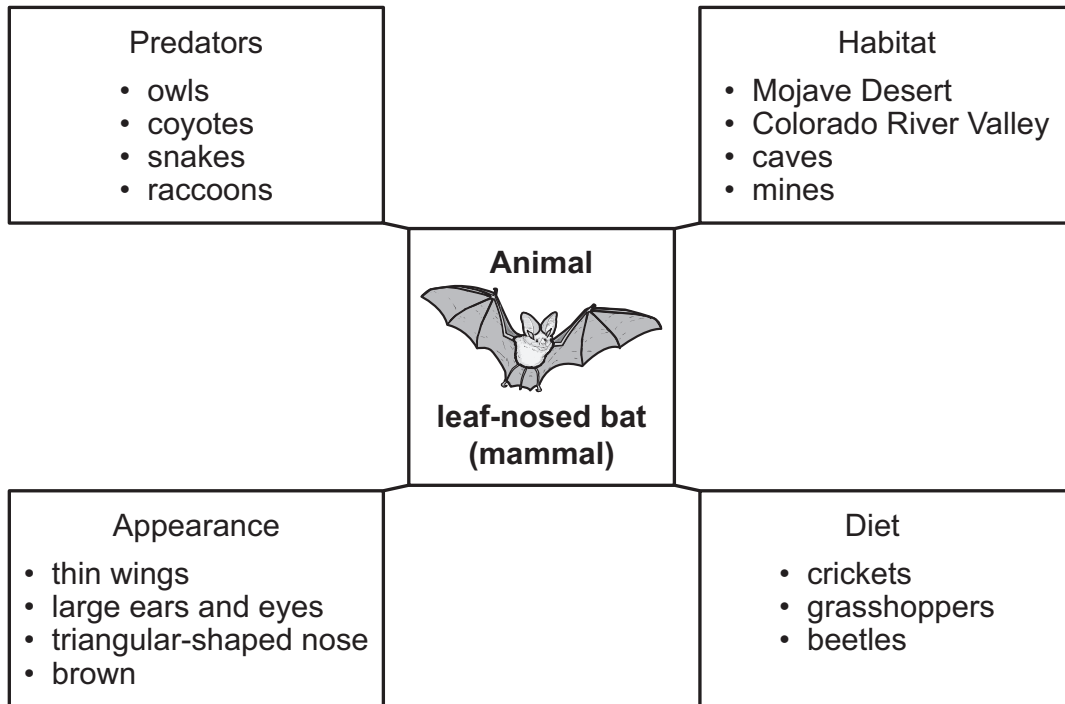 Predators
• owls
• coyotes
• snakes
• raccoons
Habitat
• Mojave Desert
• Colorado River Valley
• caves
• mines
Animal
leaf-nosed bat
(mammal)
Appearance
• thin wings
• large ears and eyes
• triangular-shaped nose
• brown
Diet
• crickets
• grasshoppers
• beetles